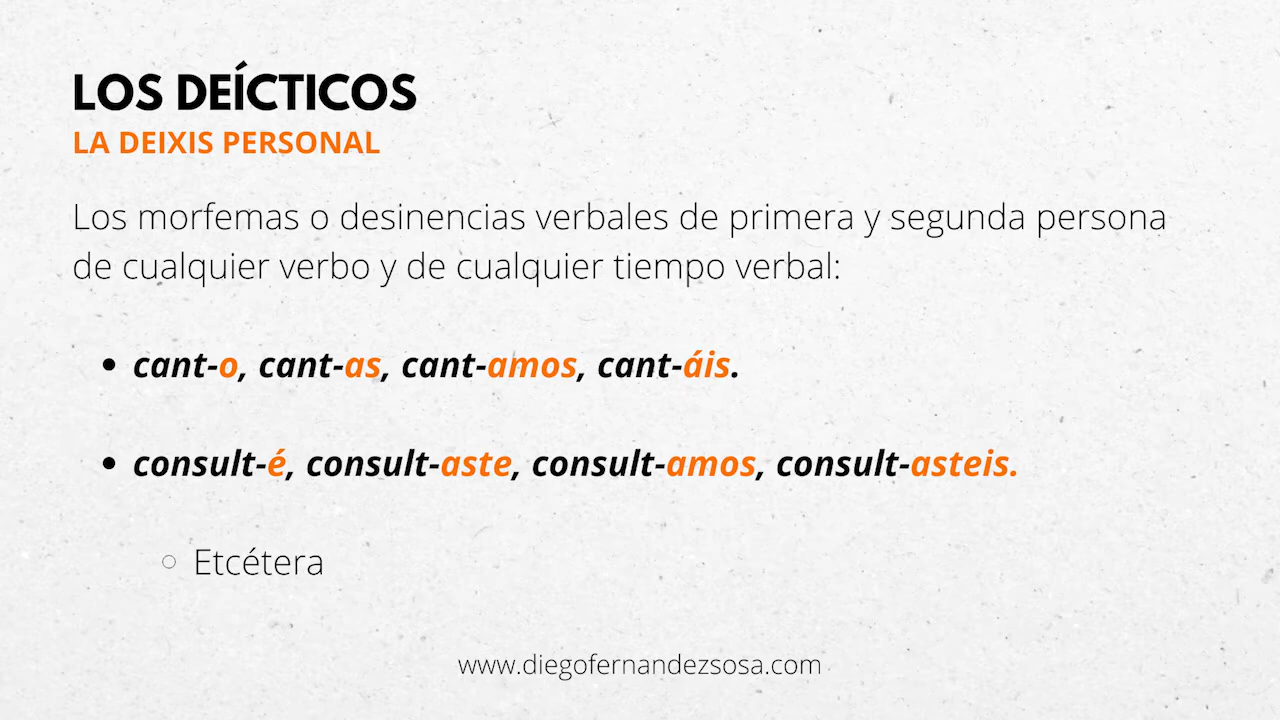 LOS DEÍCTICOS
LA DEIXIS PERSONAL
Los morfemas o desinencias verbales de primera y segunda persona
de cualquier verbo y de cualquier tiempo verbal:
• cant-o, cant-as, cant-amos, cant-áis.
• consult-é, consult-aste, consult-amos, consult-asteis.
○ Etcétera
www.diegofernandezsosa.com